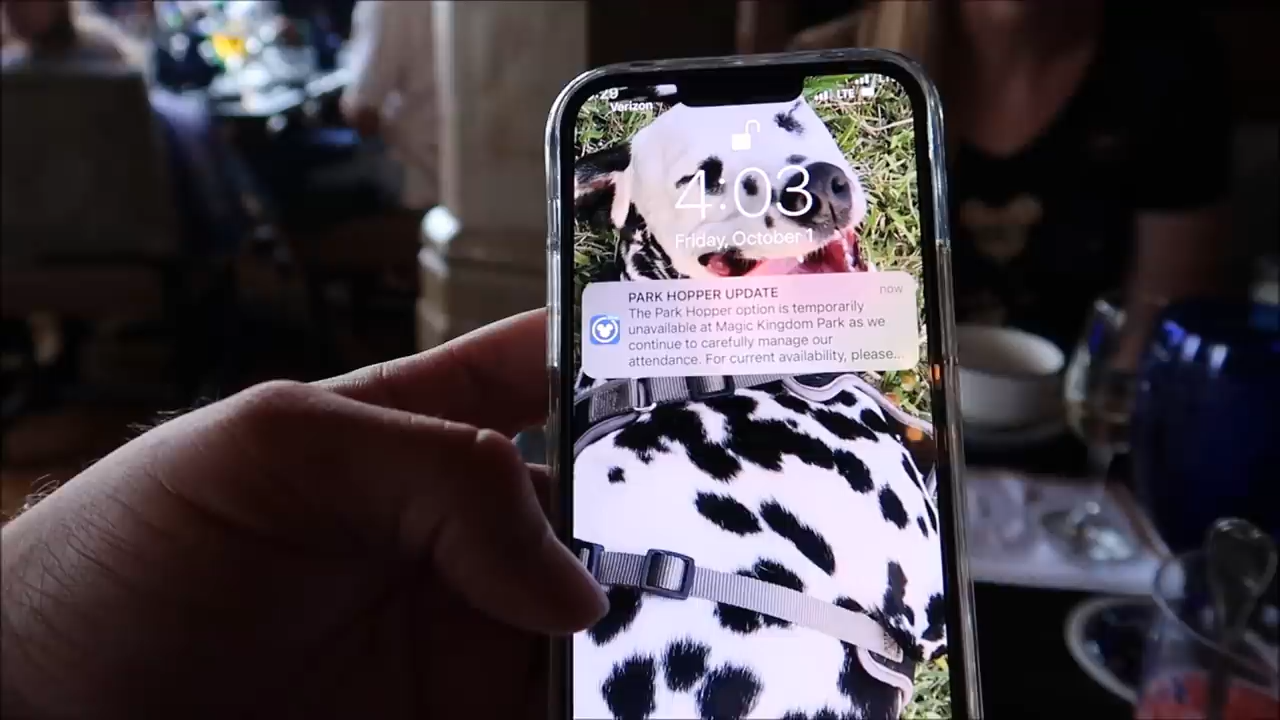 :29
Verizon
LTE
4:03
Friday, October 1
PARK HOPPER UPDATE
now
The Park Hopper option is temporarily
unavailable at Magic Kingdom Park as we
continue to carefully manage our
attendance. For current availability, please...